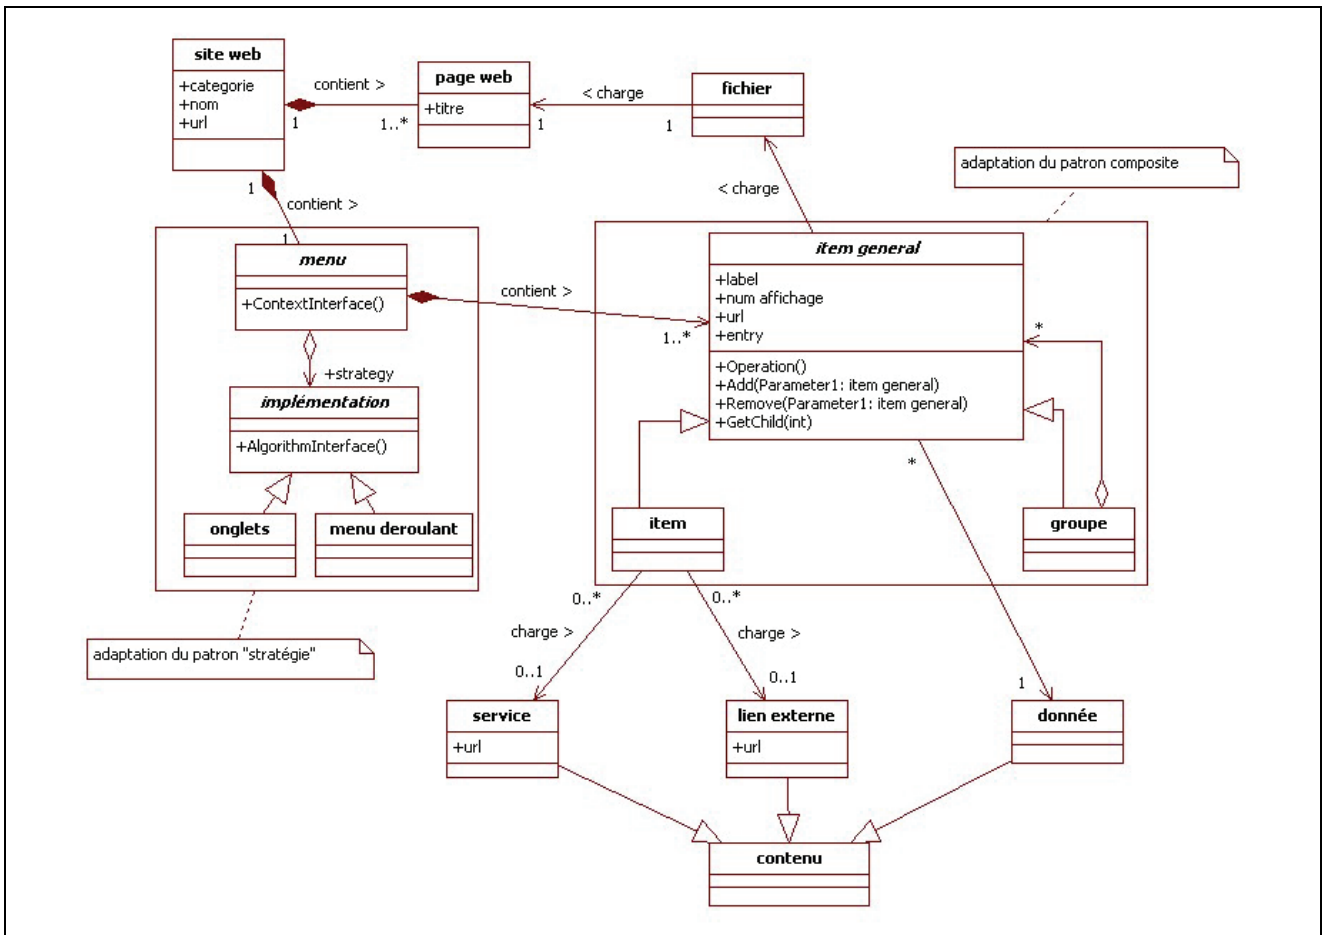 site web
+categorie
+nom
+url
contient >
1
1..*
page web
+titre
< charge
1
1
fichier
adaptation du patron composite
1
contient >
1
< charge
menu
+ContextInterface()
contient >
1..*
item general
+label
+num affichage
+url
+entry
+Operation()
+Add(Parameter1: item general)
+Remove(Parameter1: item general)
+GetChild(int)
*
+strategy
implémentation
+AlgorithmInterface()
onglets
menu deroulant
item
*
groupe
adaptation du patron "stratégie"
0..*
0..*
charge >
charge >
0..1
0..1
1
service
+url
lien externe
+url
donnée
contenu